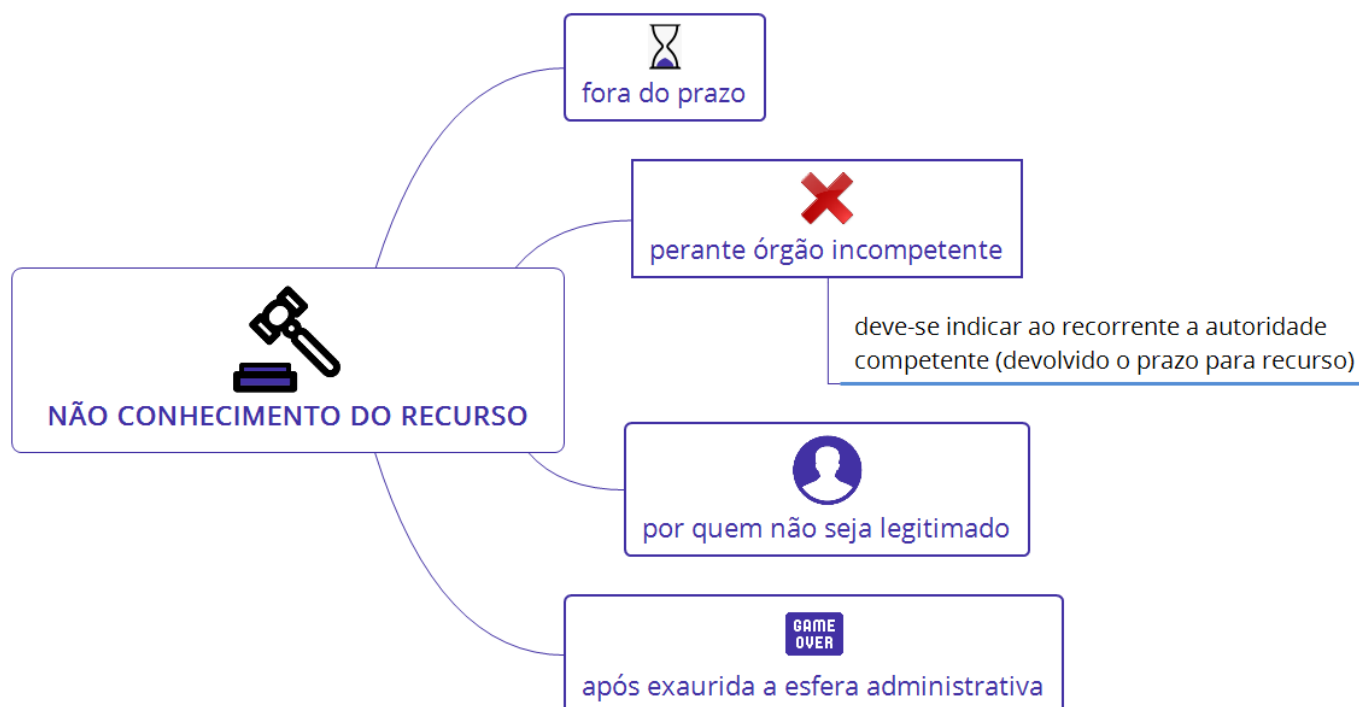 fora do prazo
perante órgão incompetente
deve-se indicar ao recorrente a autoridade
competente (devolvido o prazo para recurso)
NÃO CONHECIMENTO DO RECURSO
por quem não seja legitimado
GAME
OVER
após exaurida a esfera administrativa